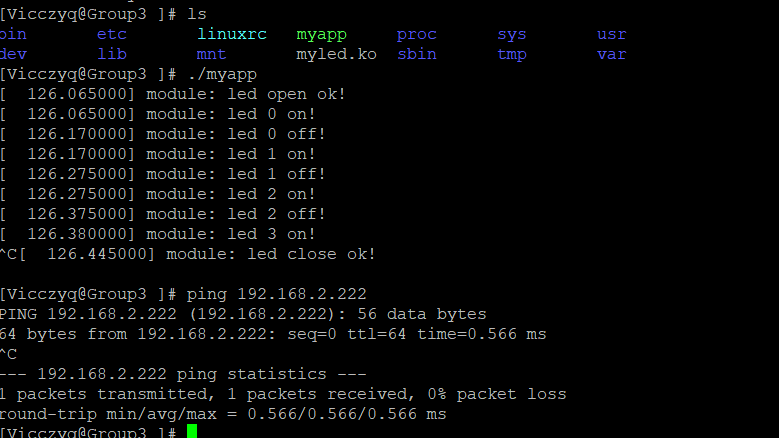 [Vicczyq@Group3 ]# ls
bin etc linuxrc myapp proc sys usr
dev lib mnt myled.ko sbin tmp var
[Vicczyq@Group3 ]# ./myapp
[ 126.065000] module: led open ok!
[ 126.065000] module: led 0 on!
[ 126.170000] module: led 0 off!
[ 126.170000] module: led 1 on!
[ 126.275000] module: led 1 off!
[ 126.275000] module: led 2 on!
[ 126.375000] module: led 2 off!
[ 126.380000] module: led 3 on!
^C[ 126.445000] module: led close ok!
[Vicczyq@Group3 ]# ping 192.168.2.222
PING 192.168.2.222 (192.168.2.222): 56 data bytes
64 bytes from 192.168.2.222: seq=0 ttl=64 time=0.566 ms
^C
--- 192.168.2.222 ping statistics ---
1 packets transmitted, 1 packets received, 0% packet loss
round-trip min/avg/max = 0.566/0.566/0.566 ms
[Vicczyq@Group3 ]#